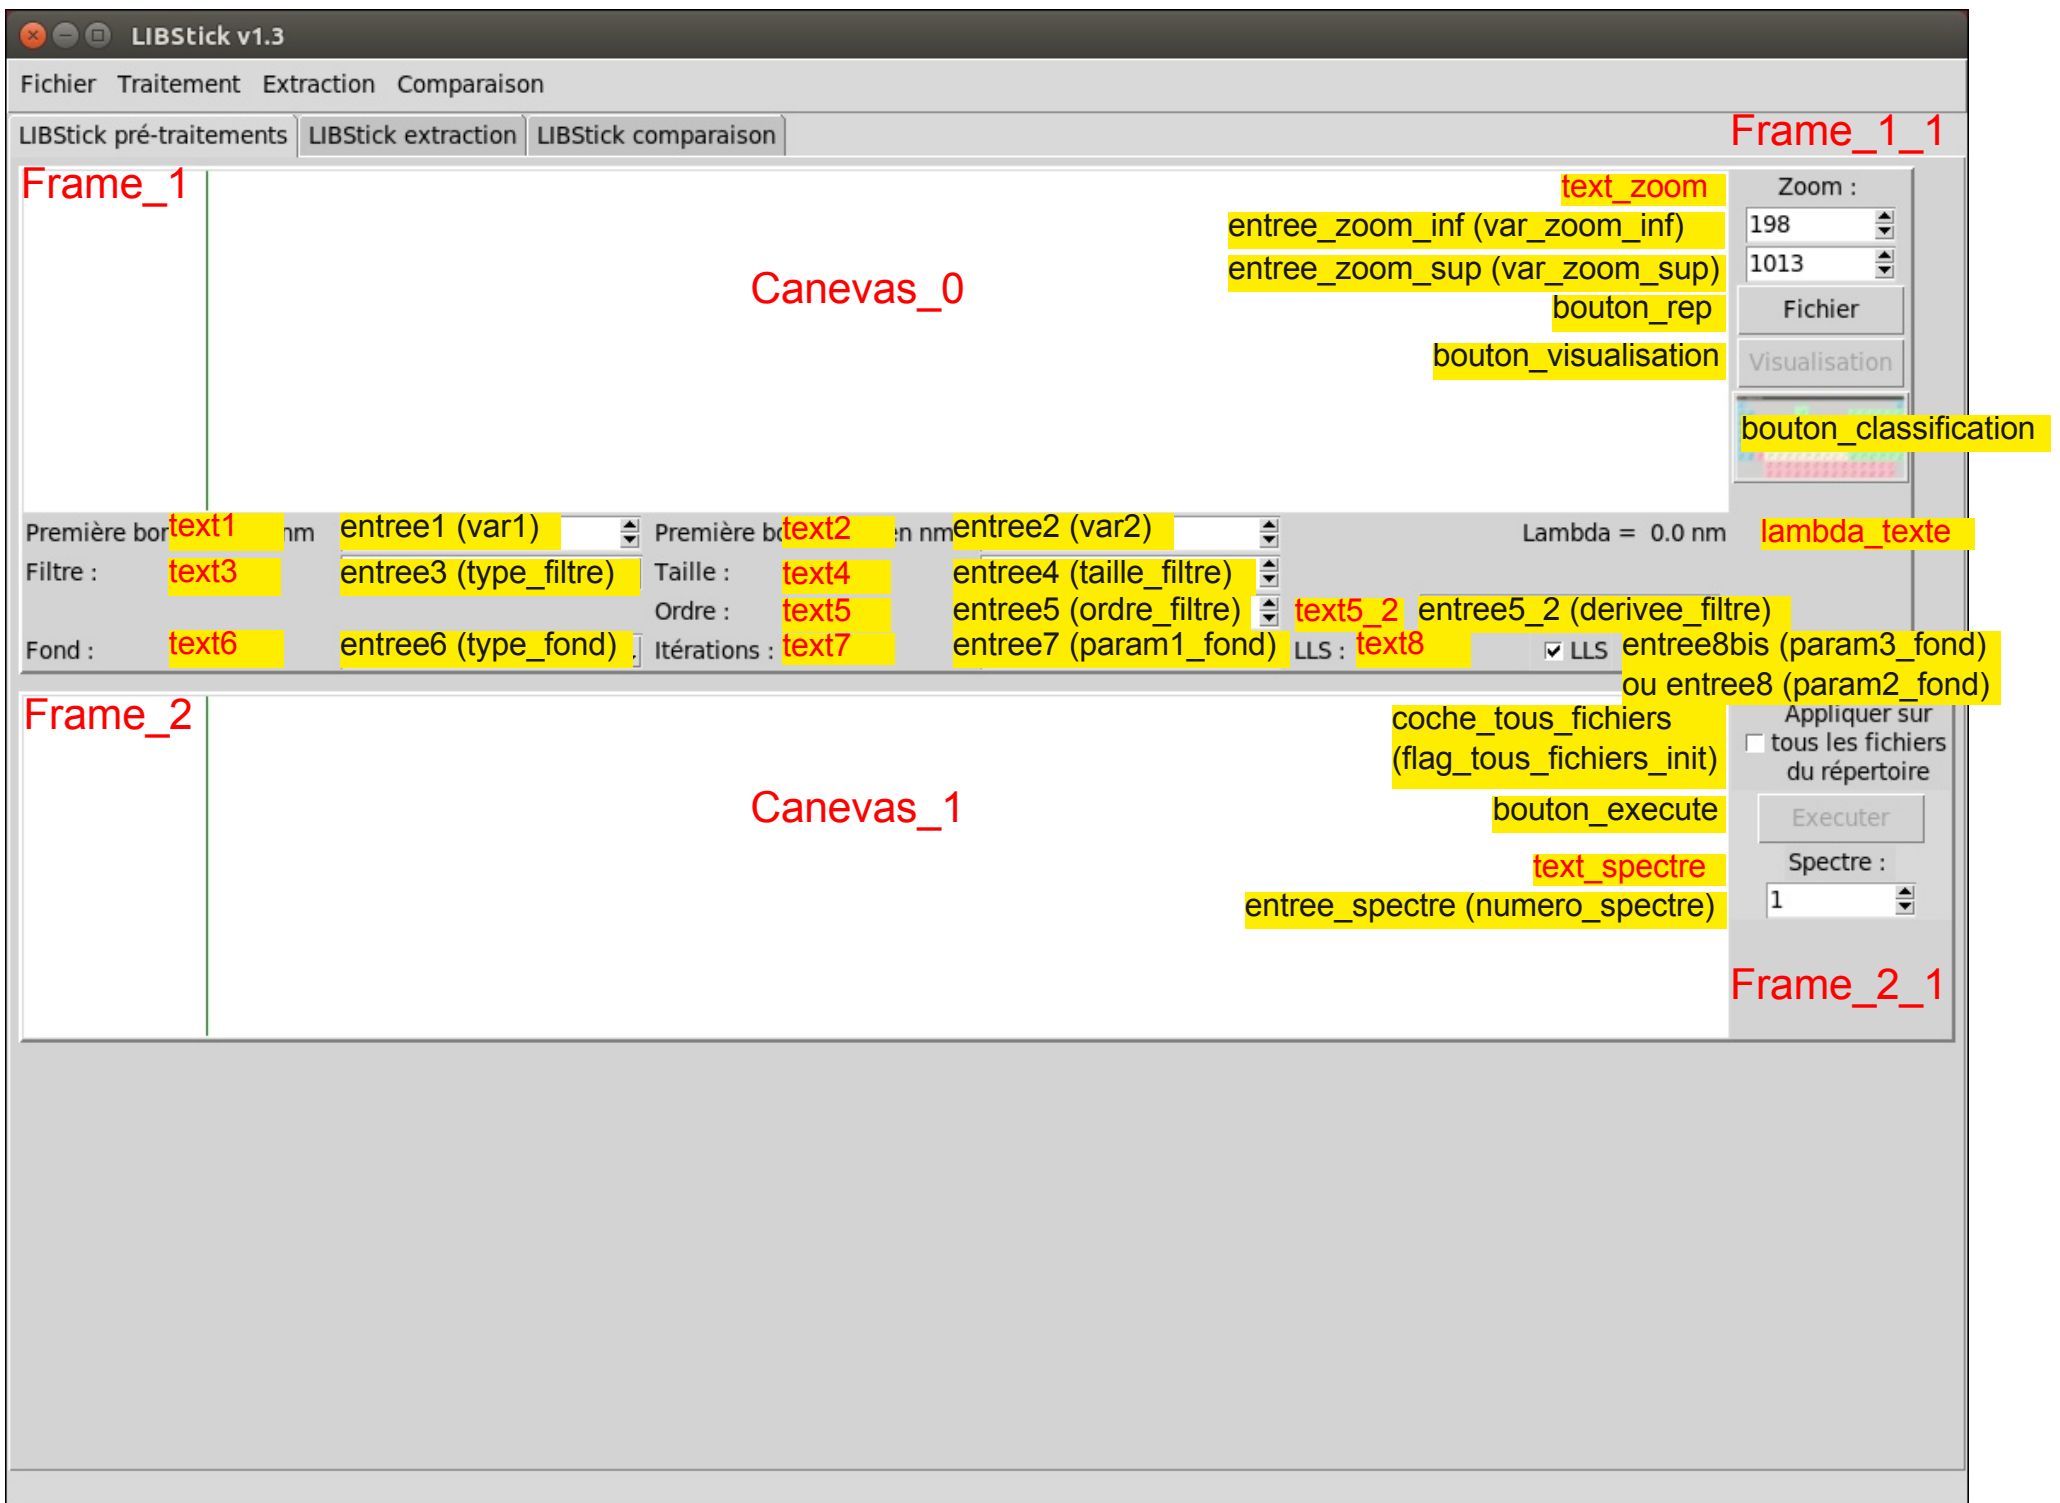 LIBStick v1.3
Fichier Traitement Extraction Comparaison
LIBStick pré-traitements LIBStick extraction LIBStick comparaison Frame_1_1
Frame_1 text_zoom Zoom :
entree_zoom_inf (var_zoom_inf) 198
entree_zoom_sup (var_zoom_sup) 1013
Canevas_0
bouton_rep Fichier
bouton_visualisation Visualisation
bouton_classification
Première bor text1 nm entree1 (var1) Première bo text2 en nm entree2 (var2) Lambda = 0.0 nm lambda_texte
Filtre : text3 entree3 (type_filtre) Taille : text4 entree4 (taille_filtre)
Ordre : text5 entree5 (ordre_filtre) text5_2 entree5_2 (derivee_filtre)
Fond : text6 entree6 (type_fond) Itérations : text7 entree7 (param1_fond) LLS : text8 LLS entree8bis (param3_fond)
ou entree8 (param2_fond)
Frame_2 coche_tous_fichiers Appliquer sur
(flag_tous_fichiers_init) tous les fichiers
du répertoire
Canevas_1 bouton_execute Executer
text_spectre Spectre :
entree_spectre (numero_spectre) 1
Frame_2_1